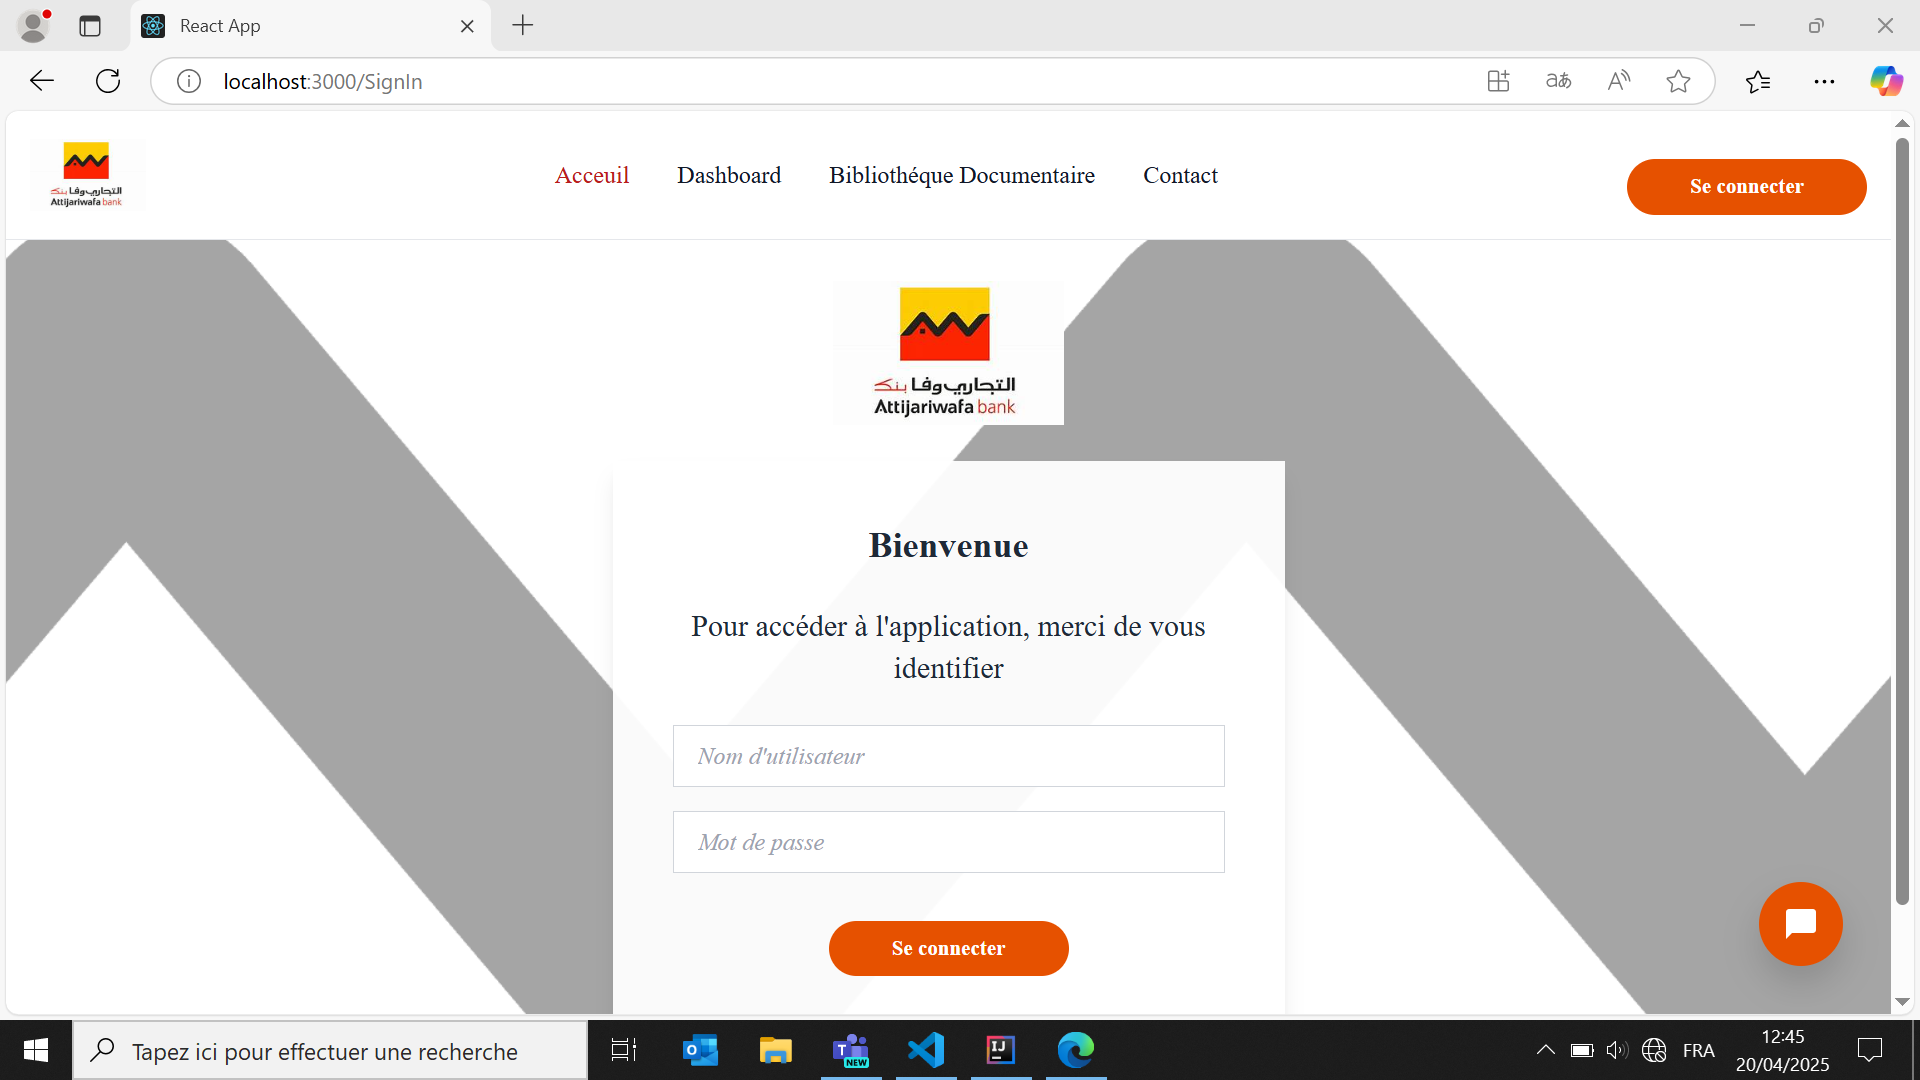 React App
localhost:3000/SignIn
التجاري وفا بنك
Attijariwafa bank
Acceuil
Dashboard
Bibliothéque Documentaire
Contact
Se connecter
التجاري وفا بنك
Attijariwafa bank
Bienvenue
Pour accéder à l'application, merci de vous
identifier
Nom d'utilisateur
Mot de passe
Se connecter
Tapez ici pour effectuer une recherche
NEW
FRA
12:45
20/04/2025